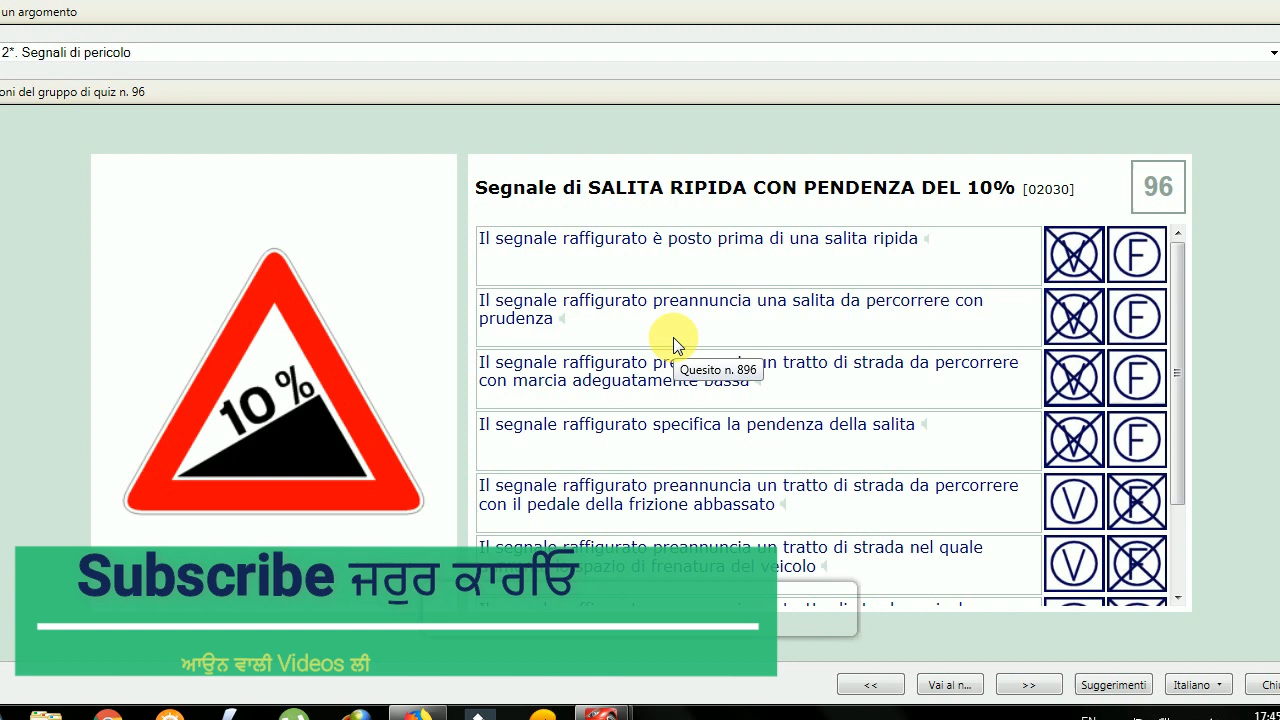 un argomento
2*. Segnali di pericolo
oni del gruppo di quiz n. 96
Segnale di SALITA RIPIDA CON PENDENZA DEL 10% [02030]
96
Il segnale raffigurato è posto prima di una salita ripida
V F
Il segnale raffigurato preannuncia una salita da percorrere con
prudenza
V F
Quesito n. 896
Il segnale raffigurato un tratto di strada da percorrere
con marcia adeguatamente bassa
V F
Il segnale raffigurato specifica la pendenza della salita
V F
Il segnale raffigurato preannuncia un tratto di strada da percorrere
con il pedale della frizione abbassato
V F
Il segnale raffigurato preannuncia un tratto di strada nel quale
lo spazio di frenatura del veicolo
V F
10%
Subscribe ਜਰੁਰ ਕਾਰਇਓ
ਆਉਨ ਵਾਲੀ Videos ਲੀ
<<
Vai al n...
>>
Suggerimenti
Italiano
Chiu
EN